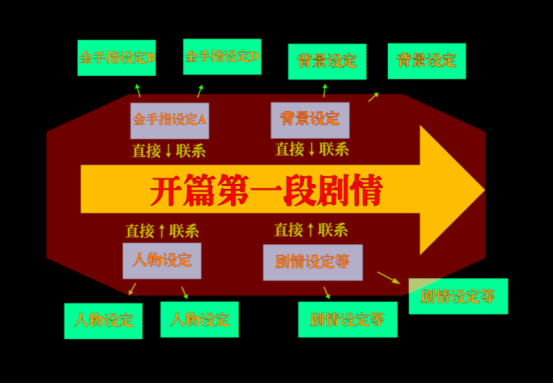 金手指设定B
金手指设定D
背景设定
背景设定
金手指设定A
背景设定
直接↓联系
直接↓联系
开篇第一段剧情
直接↑联系
直接↑联系
人物设定
剧情设定等
人物设定
人物设定
剧情设定等
剧情设定等